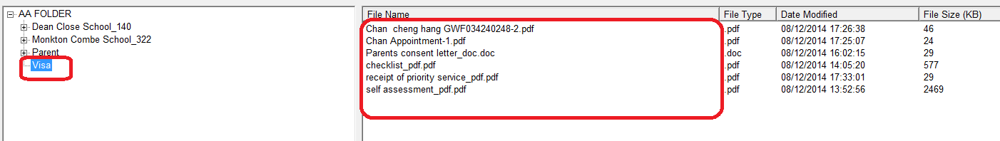 AA FOLDER
Dean Close School_140
Monkton Combe School_322
Parent
Visa
File Name File Type Date Modified File Size (KB)
Chan  cheng hang GWF034240248-2.pdf .pdf 08/12/2014 17:26:38 46
Chan Appointment-1.pdf .pdf 08/12/2014 17:25:07 24
Parents consent letter_doc.doc .doc 08/12/2014 16:02:15 29
checklist_pdf.pdf .pdf 08/12/2014 14:05:20 577
receipt of priority service_pdf.pdf .pdf 08/12/2014 17:33:01 29
self assessment_pdf.pdf .pdf 08/12/2014 13:52:56 2469